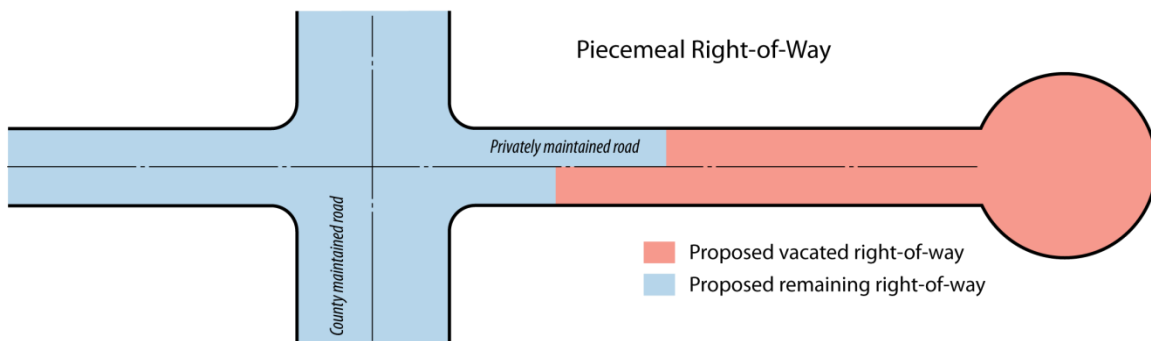 Piecemeal Right-of-Way
Privately maintained road
County maintained road
Proposed vacated right-of-way
Proposed remaining right-of-way